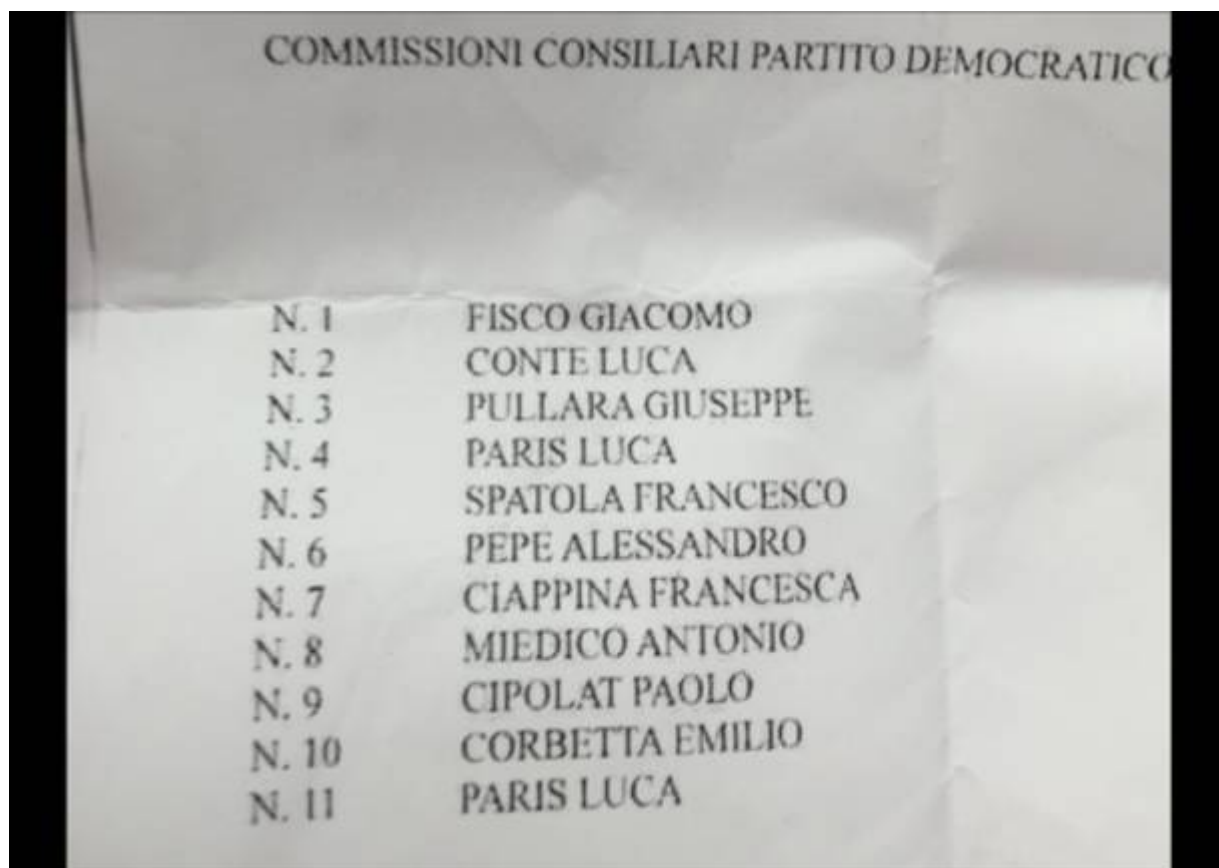 COMMISSIONI CONSILIARI PARTITO DEMOCRATICO
N. 1 FISCO GIACOMO
N. 2 CONTE LUCA
N. 3 PULLARA GIUSEPPE
N. 4 PARIS LUCA
N. 5 SPATOLA FRANCESCO
N. 6 PEPE ALESSANDRO
N. 7 CIAPPINA FRANCESCA
N. 8 MIEDICO ANTONIO
N. 9 CIPOLAT PAOLO
N. 10 CORBETTA EMILIO
N. 11 PARIS LUCA